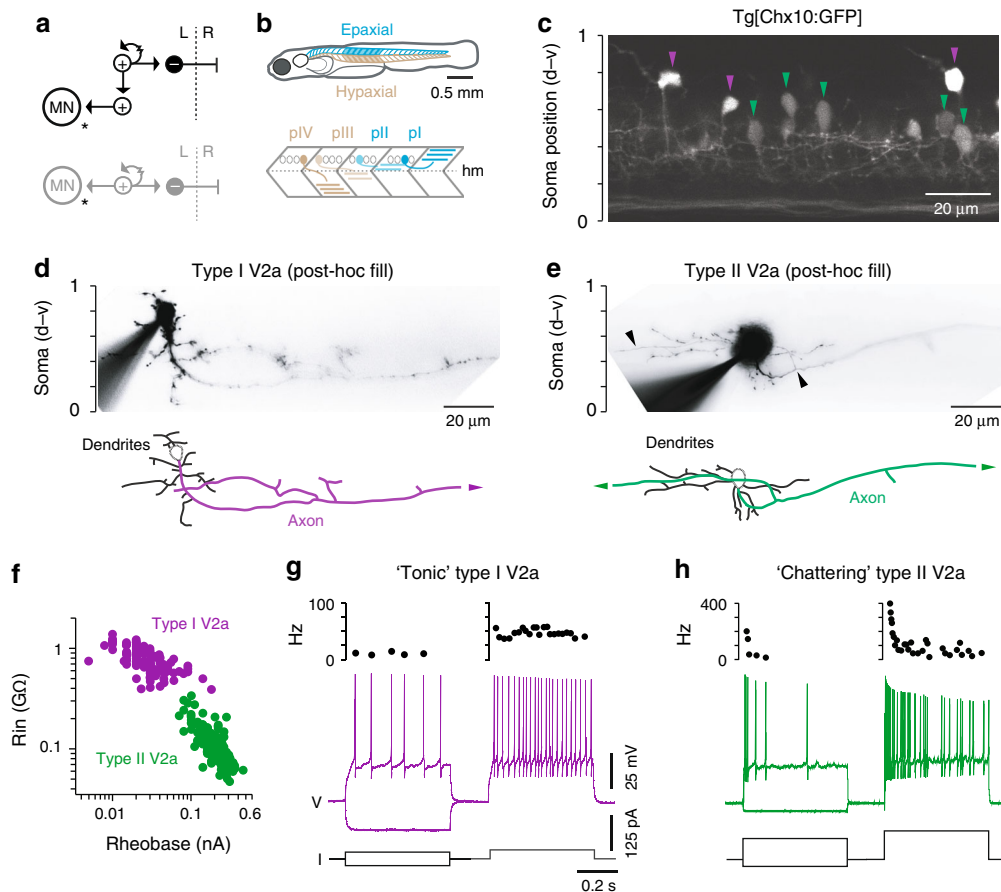 a
L R
+
−
MN
*
+
MN
*
+
−
b
Epaxial
Hypaxial
0.5 mm
pIV pIII pII pI
hm
c
Tg[Chx10:GFP]
Soma position (d–v)
1
0
20 μm
d
Type I V2a (post-hoc fill)
Soma (d–v)
1
0
20 μm
Dendrites
Axon
e
Type II V2a (post-hoc fill)
Soma (d–v)
1
0
20 μm
Dendrites
Axon
f
Type I V2a
Type II V2a
Rin (GΩ)
1
0.1
0.01 0.1 0.6
Rheobase (nA)
g
‘Tonic’ type I V2a
Hz
100
0
V
I
25 mV
125 pA
0.2 s
h
‘Chattering’ type II V2a
Hz
400
0